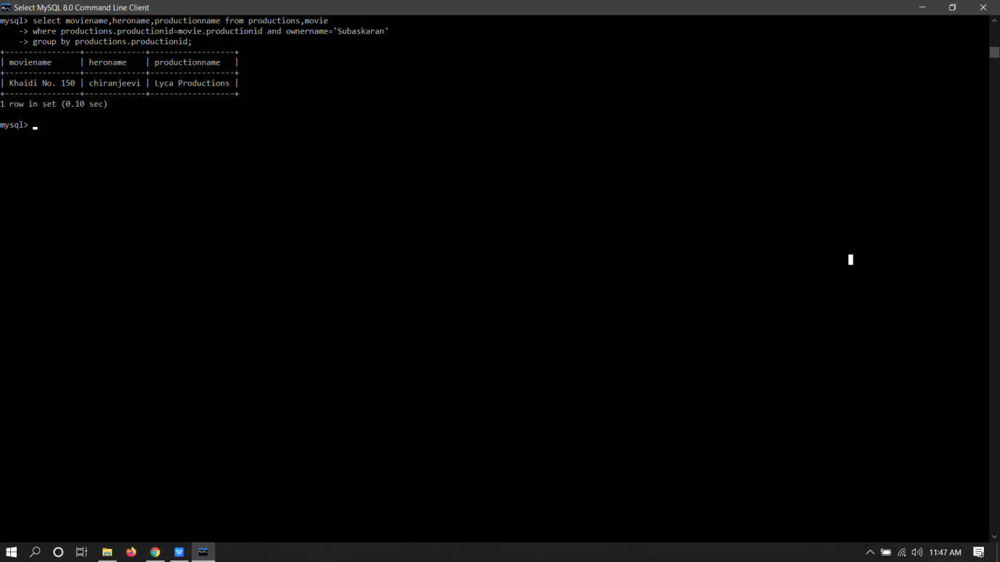 Select MySQL 8.0 Command Line Client
mysql> select moviename,heroname,productionname from productions,movie
    -> where productions.productionid=movie.productionid and ownername='Subaskaran'
    -> group by productions.productionid;
+----------------+-------------+------------------+
| moviename      | heroname    | productionname   |
+----------------+-------------+------------------+
| Khaidi No. 150 | chiranjeevi | Lyca Productions |
+----------------+-------------+------------------+
1 row in set (0.10 sec)
mysql>
11:47 AM